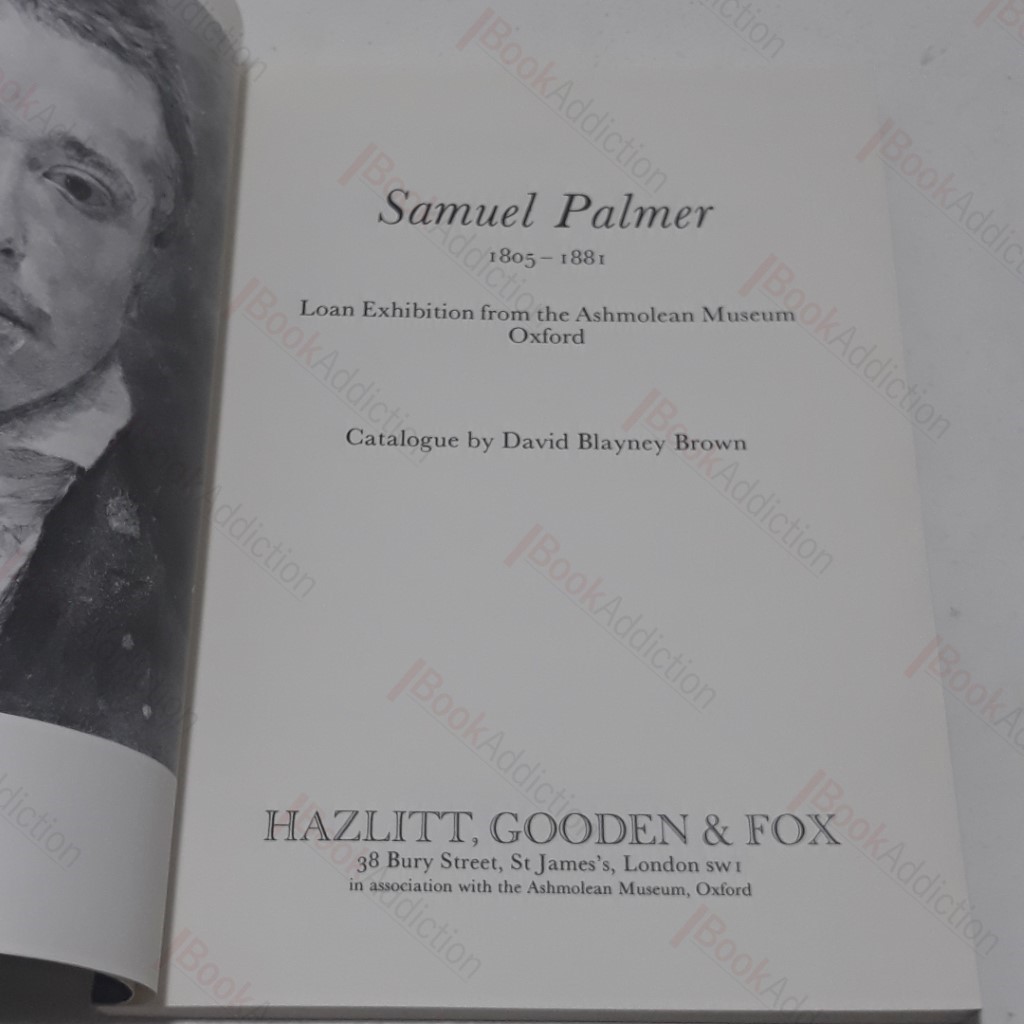 Samuel Palmer
1805 – 1881
Loan Exhibition from the Ashmolean Museum
Oxford
Catalogue by David Blayney Brown
HAZLITT, GOODEN & FOX
38 Bury Street, St James's, London SW1
in association with the Ashmolean Museum, Oxford
BookAddiction